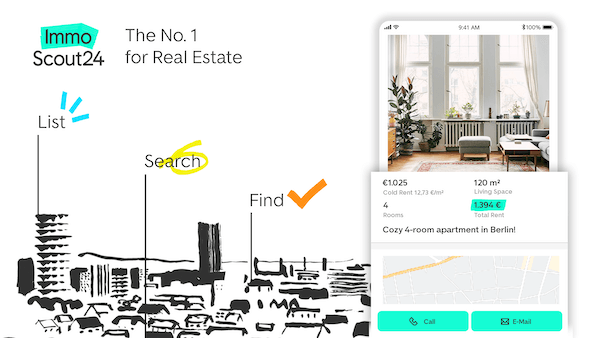 Immo
Scout24
The No. 1
for Real Estate
List
Search
Find
9:41 AM
100%
€1.025
Cold Rent 12,73 €/m²
120 m²
Living Space
4
Rooms
1.394 €
Total Rent
Cozy 4-room apartment in Berlin!
Call
E-Mail